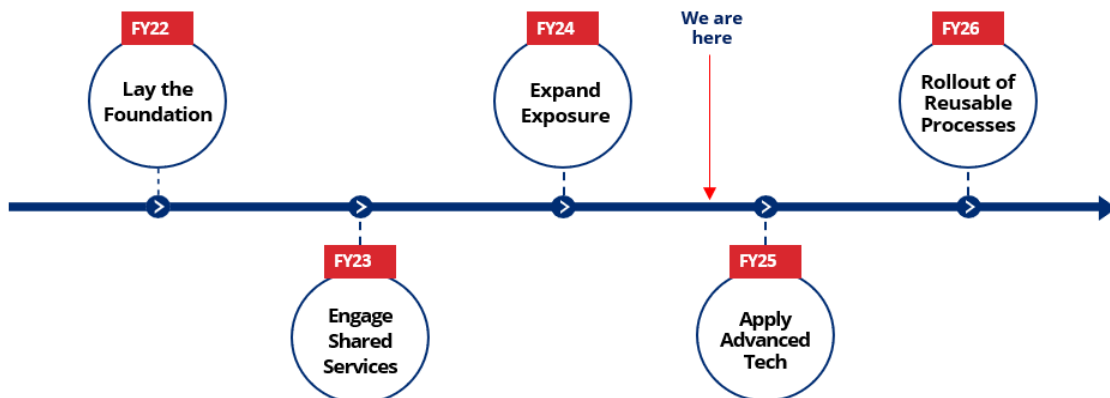 FY22
Lay the
Foundation
FY23
Engage
Shared
Services
FY24
Expand
Exposure
We are
here
FY25
Apply
Advanced
Tech
FY26
Rollout of
Reusable
Processes